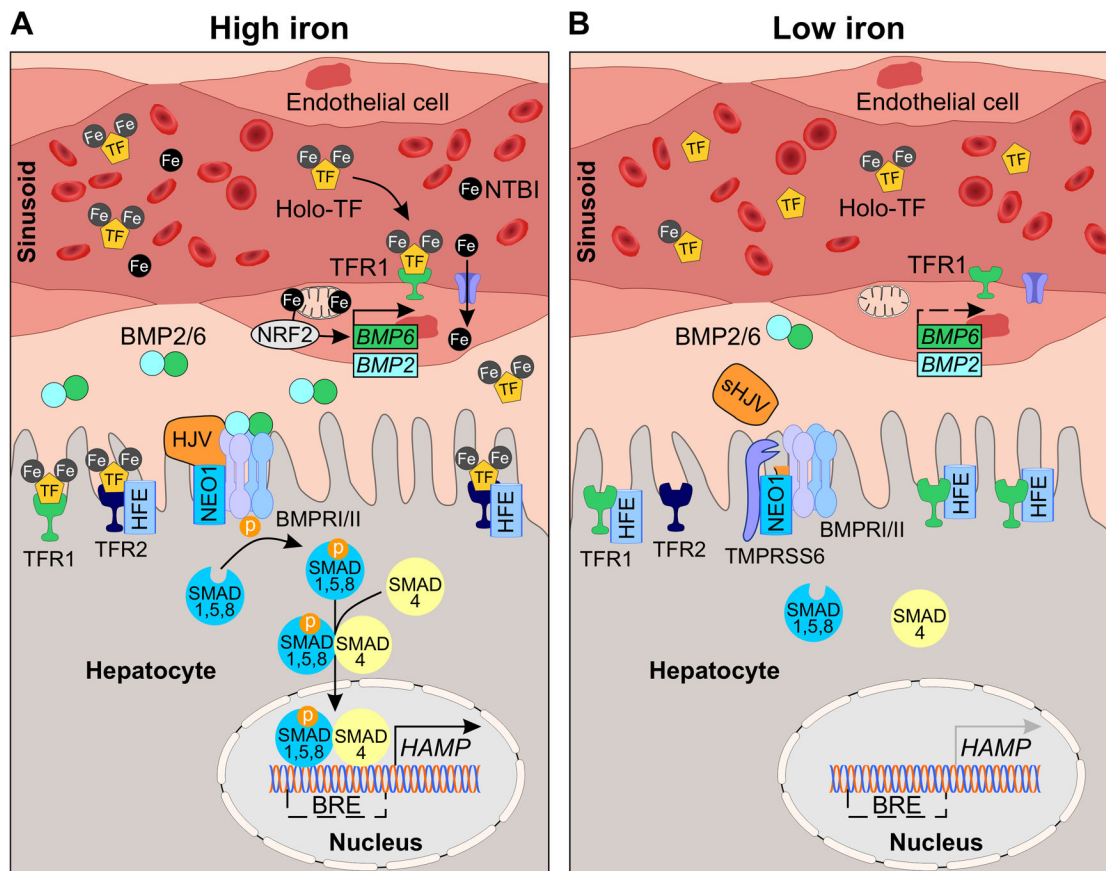 A
High iron
Endothelial cell
Sinusoid
Fe
Fe
TF
Fe
Fe
Fe
TF
Fe
Fe
Fe
TF
Holo-TF
Fe
NTBI
TFR1
Fe
Fe
TF
Fe
Fe
Fe
NRF2
BMP6
BMP2
Fe
BMP2/6
Fe
Fe
TF
HJV
NEO1
Fe
Fe
TF
TFR1
Fe
Fe
TF
HFE
TFR2
p
BMPRI/II
Fe
Fe
TF
HFE
SMAD
1,5,8
p
SMAD
1,5,8
SMAD
4
p
SMAD
1,5,8
SMAD
4
Hepatocyte
p
SMAD
1,5,8
SMAD
4
HAMP
BRE
Nucleus
B
Low iron
Endothelial cell
Sinusoid
TF
TF
Fe
Fe
TF
Holo-TF
TF
Fe
TF
TFR1
BMP6
BMP2
BMP2/6
sHJV
HFE
TFR1
TFR2
NEO1
TMPRSS6
BMPRI/II
HFE
HFE
SMAD
1,5,8
SMAD
4
Hepatocyte
HAMP
BRE
Nucleus